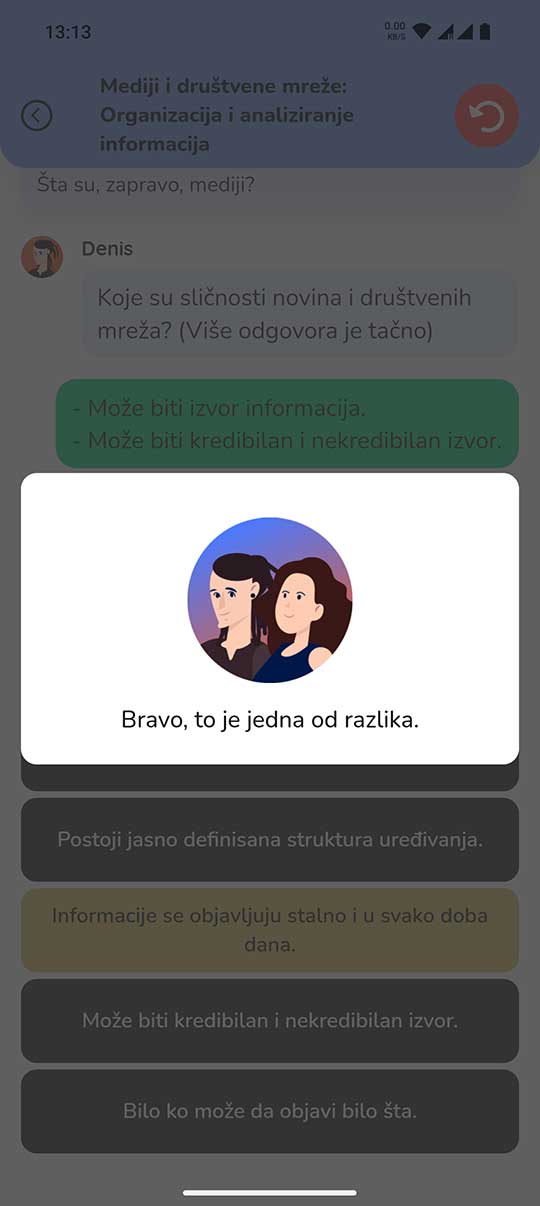 13:13
0.00
KB/S
Mediji i društvene mreže:
Organizacija i analiziranje
informacija
Šta su, zapravo, mediji?
Denis
Koje su sličnosti novina i društvenih
mreža? (Više odgovora je tačno)
- Može biti izvor informacija.
- Može biti kredibilan i nekredibilan izvor.
Bravo, to je jedna od razlika.
Postoji jasno definisana struktura uređivanja.
Informacije se objavljuju stalno i u svako doba
dana.
Može biti kredibilan i nekredibilan izvor.
Bilo ko može da objavi bilo šta.